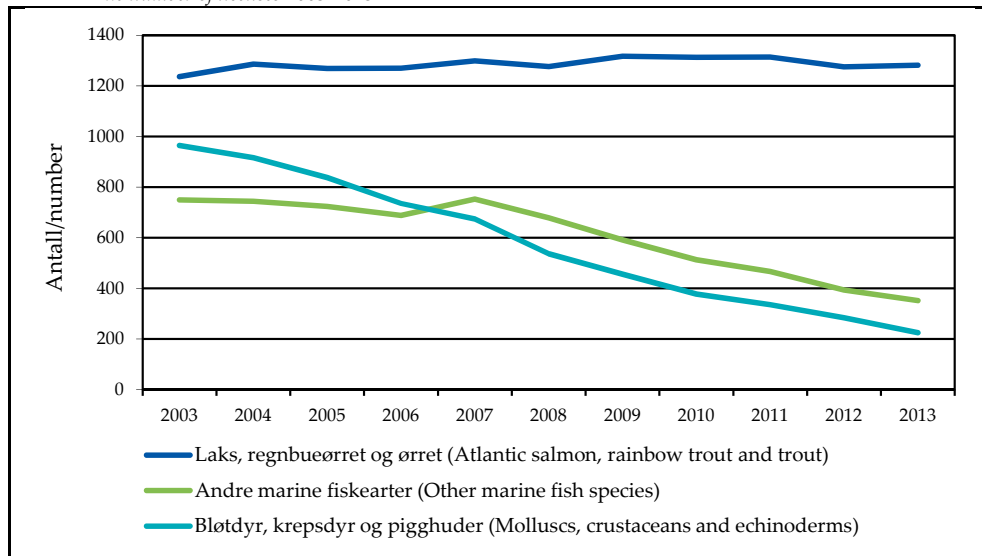 1400
1200
1000
800
600
400
200
0
Antall/number
2003 2004 2005 2006 2007 2008 2009 2010 2011 2012 2013
Laks, regnbueørret og ørret (Atlantic salmon, rainbow trout and trout)
Andre marine fiskearter (Other marine fish species)
Bløtdyr, krepsdyr og pigghuder (Molluscs, crustaceans and echinoderms)